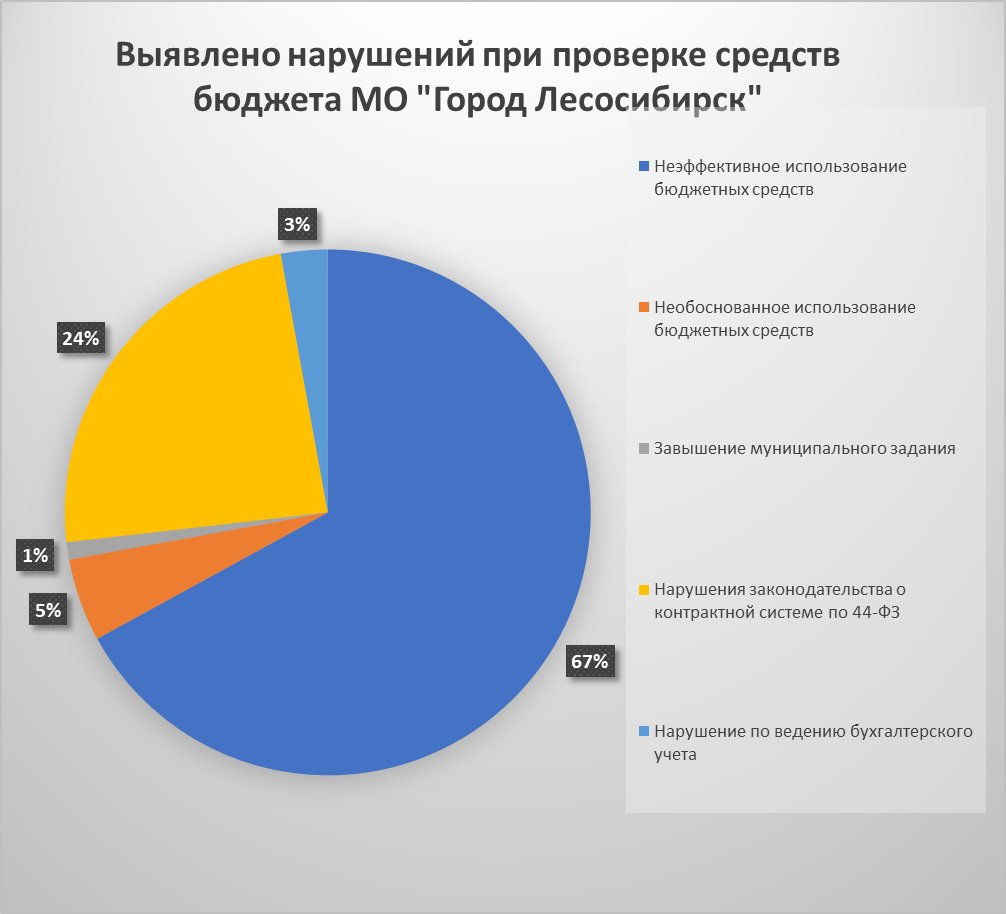 Выявлено нарушений при проверке средств
бюджета МО "Город Лесосибирск"
Неэффективное использование
бюджетных средств
Необоснованное использование
бюджетных средств
Завышение муниципального задания
Нарушения законодательства о
контрактной системе по 44-ФЗ
Нарушение по ведению бухгалтерского
учета
3%
24%
1%
5%
67%